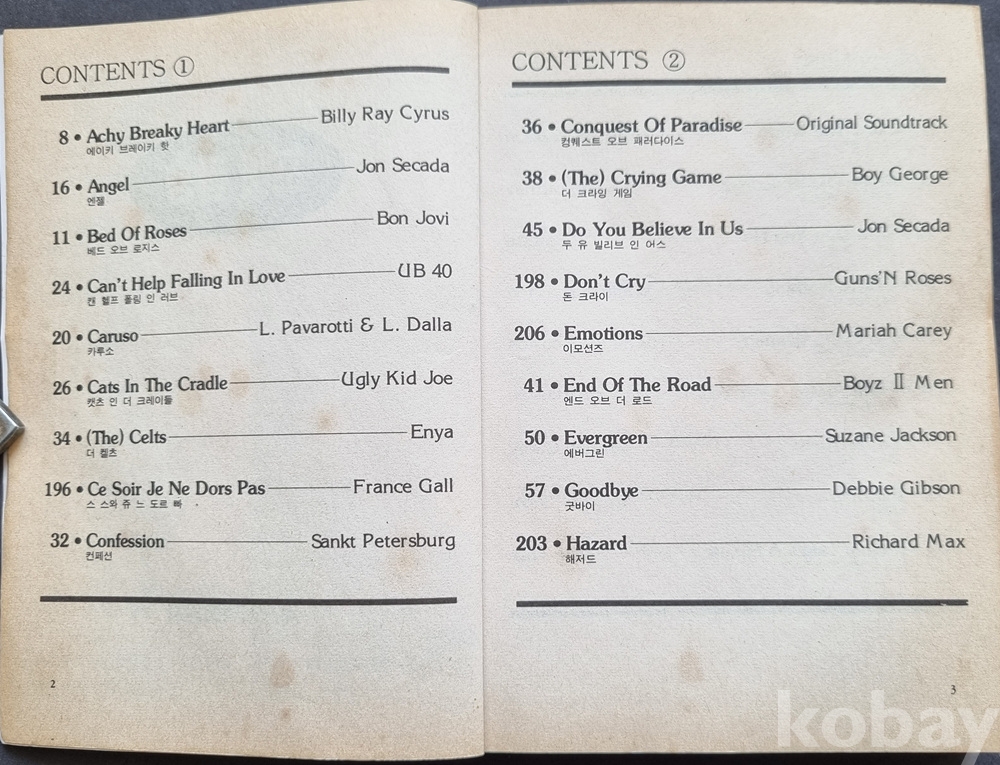 CONTENTS ①
8 • Achy Breaky Heart Billy Ray Cyrus
에이키 브레이키 핫
16 • Angel Jon Secada
엔젤
11 • Bed Of Roses Bon Jovi
베드 오브 로지스
24 • Can't Help Falling In Love UB 40
캔 헬프 폴링 인 러브
20 • Caruso L. Pavarotti & L. Dalla
카루소
26 • Cats In The Cradle Ugly Kid Joe
캣츠 인 더 크레이들
34 • (The) Celts Enya
더 켈츠
196 • Ce Soir Je Ne Dors Pas France Gall
스 스와 쥬 느 도르 빠
32 • Confession Sankt Petersburg
컨페션
2
CONTENTS ②
36 • Conquest Of Paradise Original Soundtrack
컹퀘스트 오브 패러다이스
38 • (The) Crying Game Boy George
더 크라잉 게임
45 • Do You Believe In Us Jon Secada
두 유 빌리브 인 어스
198 • Don't Cry Guns'N Roses
돈 크라이
206 • Emotions Mariah Carey
이모션즈
41 • End Of The Road Boyz Ⅱ Men
엔드 오브 더 로드
50 • Evergreen Suzane Jackson
에버그린
57 • Goodbye Debbie Gibson
굿바이
203 • Hazard Richard Max
해저드
3
kobay